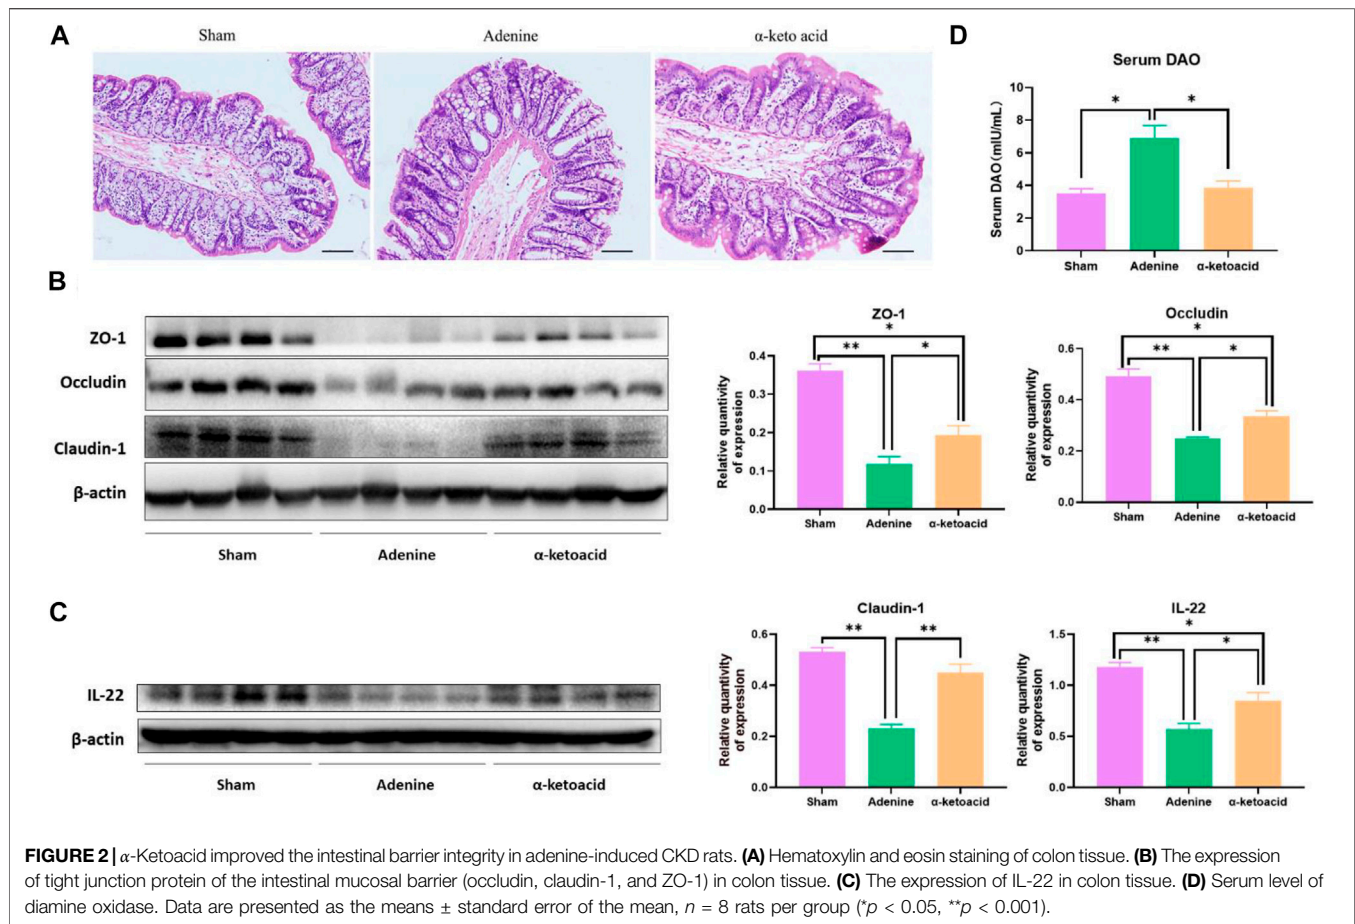 A
Sham
Adenine
α-keto acid
D
Serum DAO
Serum DAO(mIU/mL)
10
8
6
4
2
0
*
*
Sham
Adenine
α-ketoacid
B
ZO-1
Occludin
Claudin-1
β-actin
Sham
Adenine
α-ketoacid
ZO-1
Relative quantivity
of expression
0.4
0.3
0.2
0.1
0.0
*
**
*
Sham
Adenine
α-ketoacid
Occludin
Relative quantivity
of expression
0.6
0.4
0.2
0.0
*
**
*
Sham
Adenine
α-ketoacid
C
IL-22
β-actin
Sham
Adenine
α-ketoacid
Claudin-1
Relative quantivity
of expression
0.6
0.4
0.2
0.0
**
**
Sham
Adenine
α-ketoacid
IL-22
Relative quantivity
of expression
1.5
1.0
0.5
0.0
*
**
*
Sham
Adenine
α-ketoacid
FIGURE 2 | α-Ketoacid improved the intestinal barrier integrity in adenine-induced CKD rats. (A) Hematoxylin and eosin staining of colon tissue. (B) The expression
of tight junction protein of the intestinal mucosal barrier (occludin, claudin-1, and ZO-1) in colon tissue. (C) The expression of IL-22 in colon tissue. (D) Serum level of
diamine oxidase. Data are presented as the means ± standard error of the mean, n = 8 rats per group (*p < 0.05, **p < 0.001).